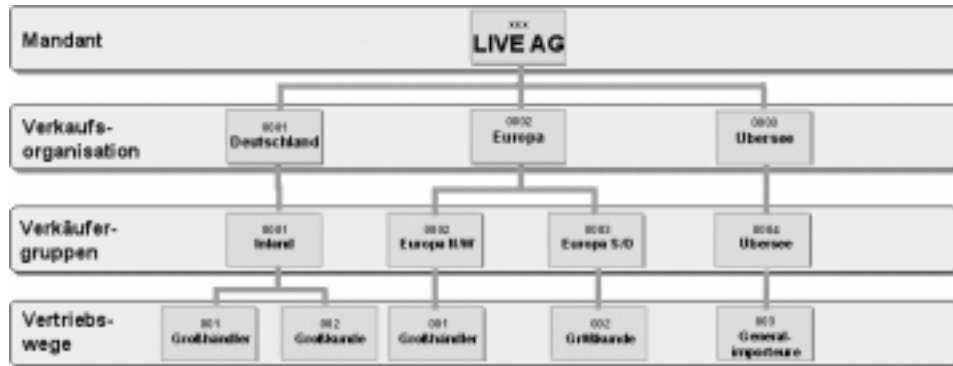 Mandant
xxx
LIVE AG
Verkaufs-
organisation
0001
Deutschland
0002
Europa
0003
Übersee
Verkäufer-
gruppen
0001
Inland
0002
Europa N/W
0003
Europa S/O
0004
Übersee
Vertriebs-
wege
001
Großhändler
002
Großkunde
001
Großhändler
002
003
General-
importeure